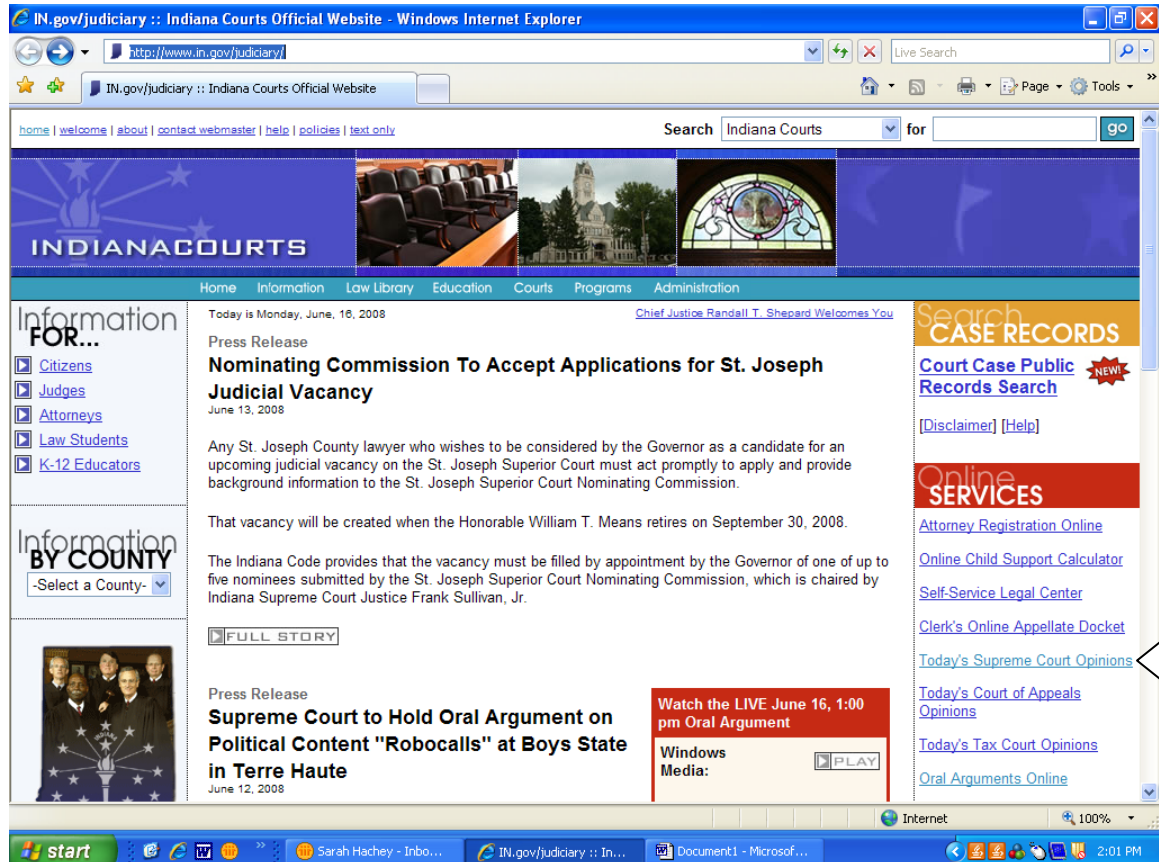 IN.gov/judiciary :: Indiana Courts Official Website - Windows Internet Explorer
http://www.in.gov/judiciary/
Live Search
IN.gov/judiciary :: Indiana Courts Official Website
Page
Tools
home | welcome | about | contact webmaster | help | policies | text only
Search
Indiana Courts
for
go
INDIANACOURTS
Home Information Law Library Education Courts Programs Administration
Information
FOR...
Citizens
Judges
Attorneys
Law Students
K-12 Educators
Information
BY COUNTY
-Select a County-
INDIANA
Today is Monday, June, 16, 2008
Chief Justice Randall T. Shepard Welcomes You
Press Release
Nominating Commission To Accept Applications for St. Joseph
Judicial Vacancy
June 13, 2008
Any St. Joseph County lawyer who wishes to be considered by the Governor as a candidate for an
upcoming judicial vacancy on the St. Joseph Superior Court must act promptly to apply and provide
background information to the St. Joseph Superior Court Nominating Commission.
That vacancy will be created when the Honorable William T. Means retires on September 30, 2008.
The Indiana Code provides that the vacancy must be filled by appointment by the Governor of one of up to
five nominees submitted by the St. Joseph Superior Court Nominating Commission, which is chaired by
Indiana Supreme Court Justice Frank Sullivan, Jr.
FULL STORY
Press Release
Supreme Court to Hold Oral Argument on
Political Content "Robocalls" at Boys State
in Terre Haute
June 12, 2008
Watch the LIVE June 16, 1:00
pm Oral Argument
Windows
Media:
PLAY
Search
CASE RECORDS
Court Case Public
Records Search
NEW!
[Disclaimer] [Help]
Online
SERVICES
Attorney Registration Online
Online Child Support Calculator
Self-Service Legal Center
Clerk's Online Appellate Docket
Today's Supreme Court Opinions
Today's Court of Appeals
Opinions
Today's Tax Court Opinions
Oral Arguments Online
Internet
100%
start
Sarah Hachey - Inbo...
IN.gov/judiciary :: In...
Document1 - Microsof...
2:01 PM